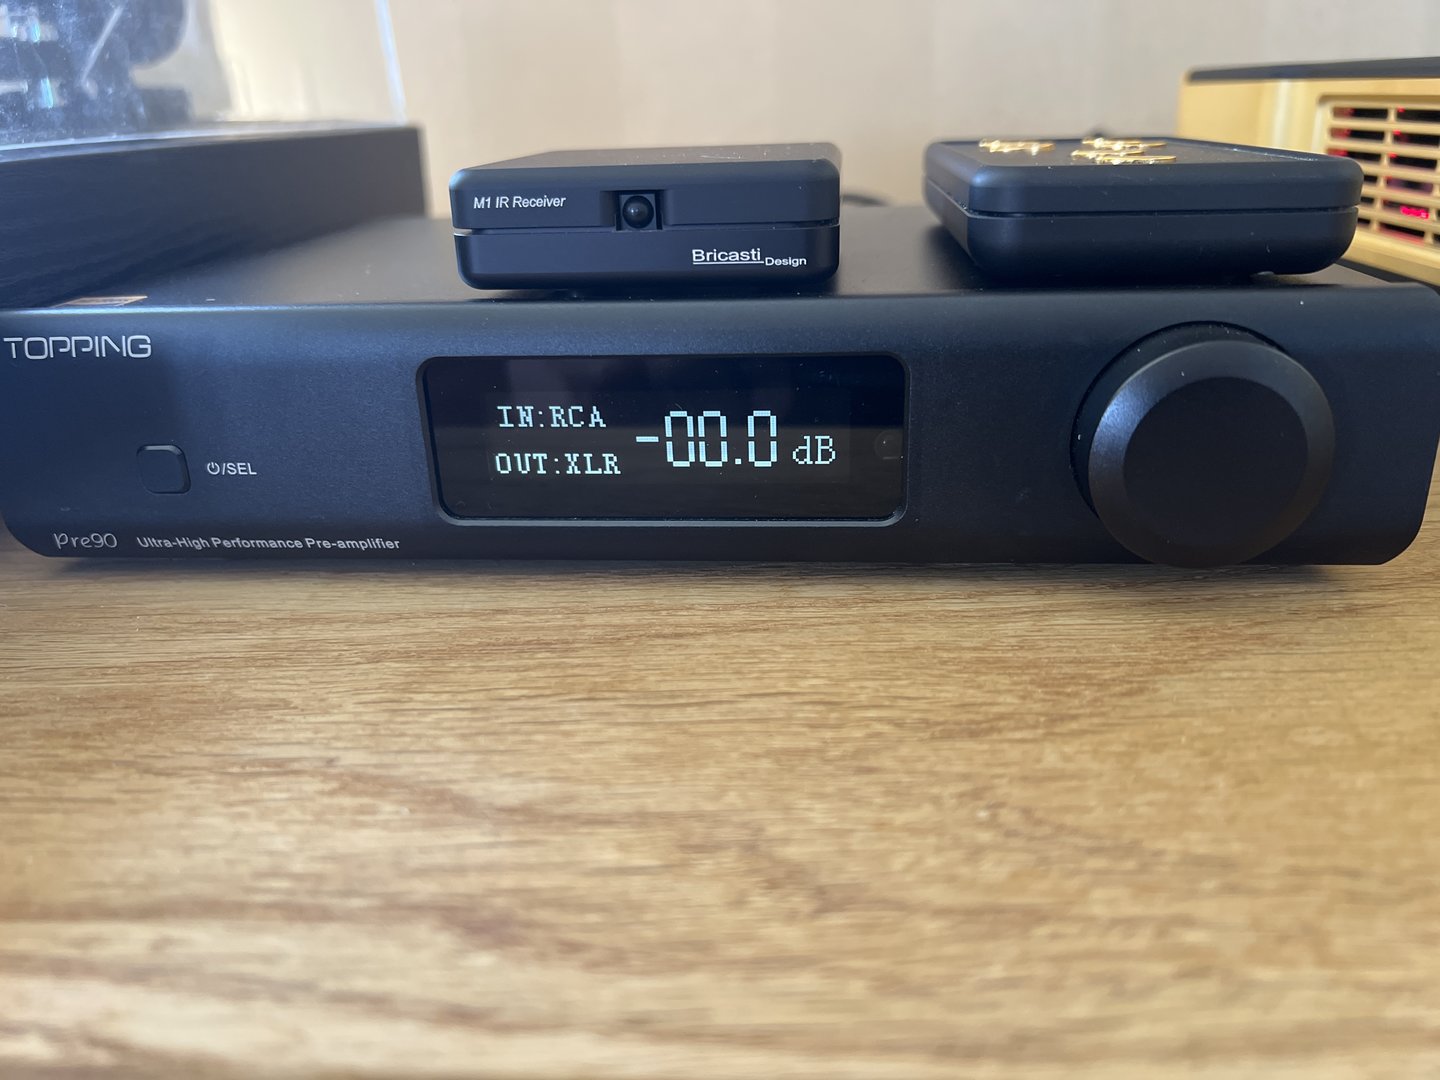 M1 IR Receiver
Bricasti Design
TOPPING
IN:RCA
OUT:XLR
-00.0 dB
⏻/SEL
Pre90 Ultra-High Performance Pre-amplifier